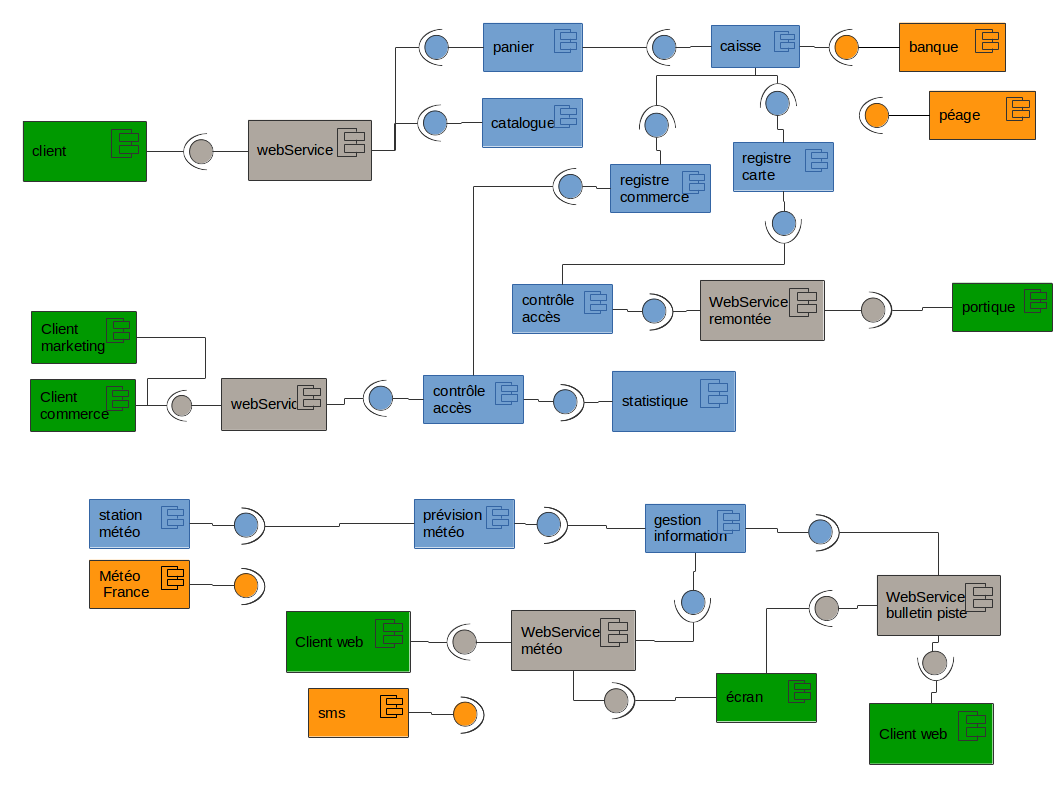 panier
caisse
banque
client
webService
catalogue
péage
registre
commerce
registre
carte
contrôle
accès
WebService
remontée
portique
Client
marketing
Client
commerce
webServic
contrôle
accès
statistique
station
météo
prévision
météo
gestion
information
Météo
France
WebService
bulletin piste
Client web
WebService
météo
sms
écran
Client web